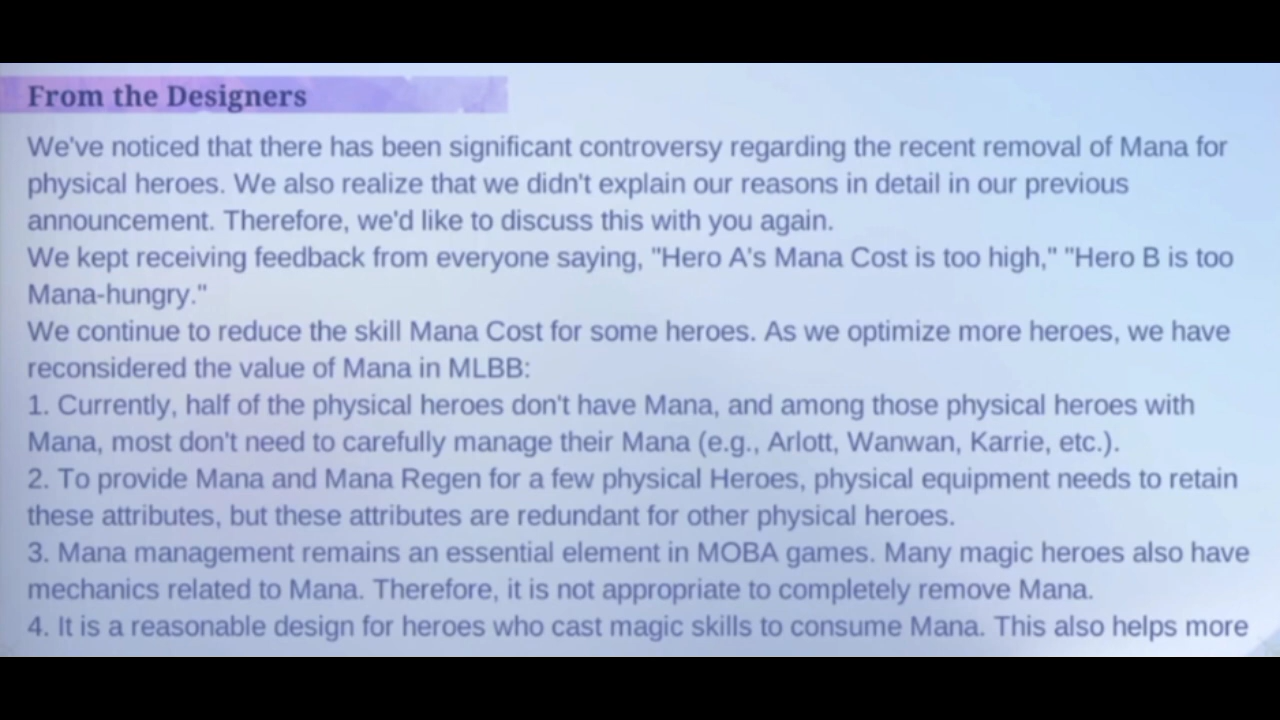 From the Designers
We've noticed that there has been significant controversy regarding the recent removal of Mana for
physical heroes. We also realize that we didn't explain our reasons in detail in our previous
announcement. Therefore, we'd like to discuss this with you again.
We kept receiving feedback from everyone saying, "Hero A's Mana Cost is too high," "Hero B is too
Mana-hungry."
We continue to reduce the skill Mana Cost for some heroes. As we optimize more heroes, we have
reconsidered the value of Mana in MLBB:
1. Currently, half of the physical heroes don't have Mana, and among those physical heroes with
Mana, most don't need to carefully manage their Mana (e.g., Arlott, Wanwan, Karrie, etc.).
2. To provide Mana and Mana Regen for a few physical Heroes, physical equipment needs to retain
these attributes, but these attributes are redundant for other physical heroes.
3. Mana management remains an essential element in MOBA games. Many magic heroes also have
mechanics related to Mana. Therefore, it is not appropriate to completely remove Mana.
4. It is a reasonable design for heroes who cast magic skills to consume Mana. This also helps more